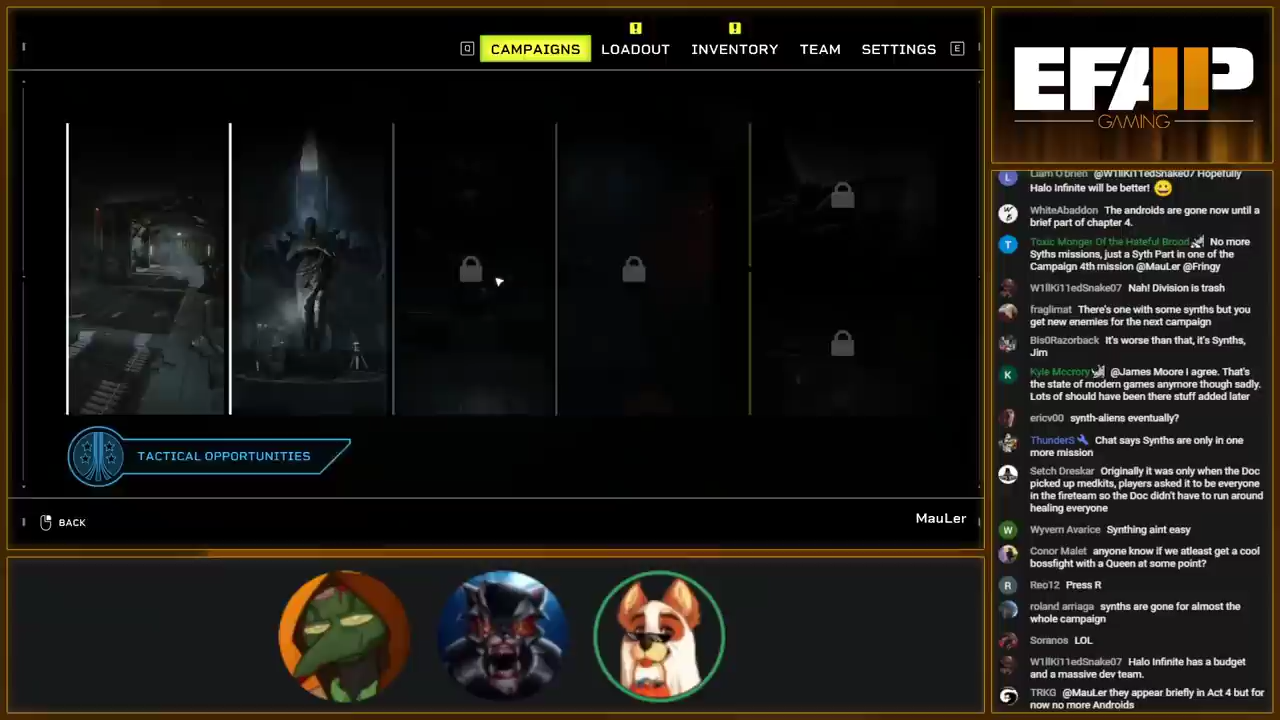 !
!
Q
CAMPAIGNS
LOADOUT
INVENTORY
TEAM
SETTINGS
E
TACTICAL OPPORTUNITIES
BACK
MauLer
EFAP
GAMING
L
Liam O'brien @W1llKi11edSnake07 Hopefully
Halo Infinite will be better!
WhiteAbaddon The androids are gone now until a
brief part of chapter 4.
T
Toxic Monger Of the Hateful Brood No more
Syths missions, just a Syth Part in one of the
Campaign 4th mission @MauLer @Fringy
W1llKi11edSnake07 Nah! Division is trash
fraglimat There's one with some synths but you
get new enemies for the next campaign
Bis0Razorback It's worse than that, it's Synths,
Jim
K
Kyle Mccrory @James Moore I agree. That's
the state of modern games anymore though sadly.
Lots of should have been there stuff added later
ericv00 synth-aliens eventually?
ThunderS Chat says Synths are only in one
more mission
Setch Dreskar Originally it was only when the Doc
picked up medkits, players asked it to be everyone
in the fireteam so the Doc didn't have to run around
healing everyone
W
Wyvern Avarice Synthing aint easy
Conor Malet anyone know if we atleast get a cool
bossfight with a Queen at some point?
R
Reo12 Press R
roland arriaga synths are gone for almost the
whole campaign
Soranos LOL
W1llKi11edSnake07 Halo Infinite has a budget
and a massive dev team.
TRKG @MauLer they appear briefly in Act 4 but for
now no more Androids